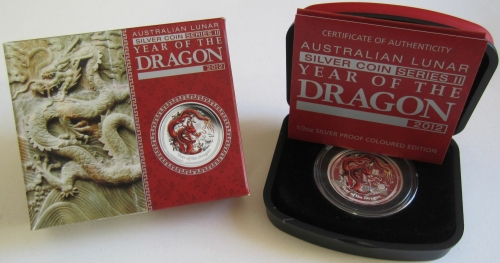 AUSTRALIAN LUNAR
SILVER COIN SERIES II
YEAR OF THE
DRAGON
2012
CERTIFICATE OF AUTHENTICITY
AUSTRALIAN LUNAR
SILVER COIN SERIES II
YEAR OF THE
DRAGON
2012
1/2oz SILVER PROOF COLOURED EDITION